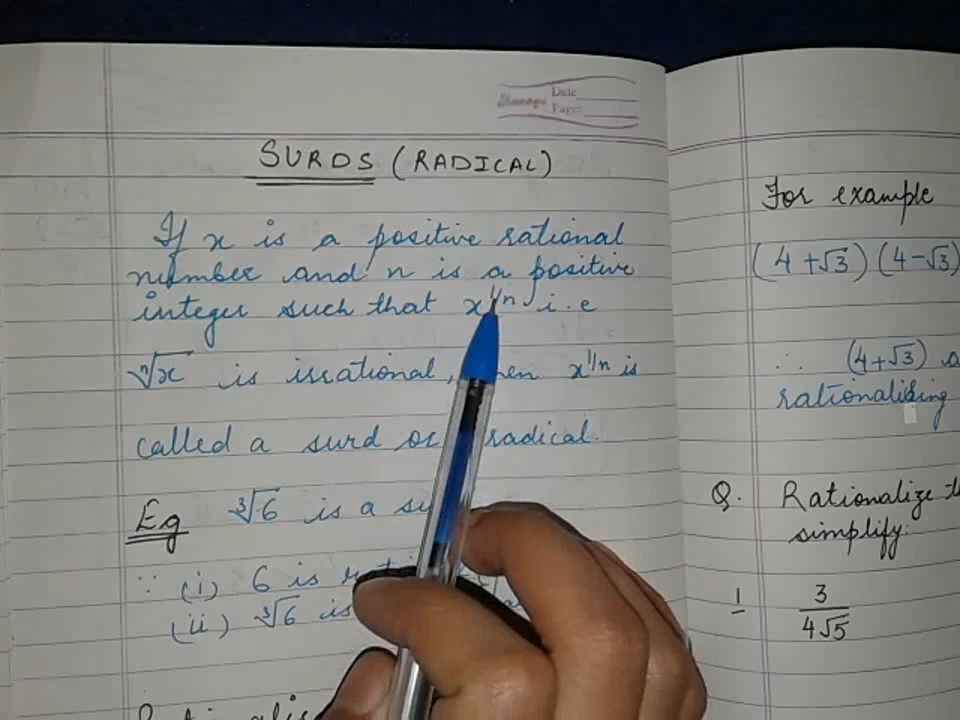 Date
Page
SURDS (RADICAL)
If x is a positive rational
number and n is a positive
integer such that x^1/n i.e
ⁿ√x is irrational, then x^1/n is
called a surd or radical.
Eg ³√6 is a
∵ (i) 6 is
(ii) ³√6 is
For example
(4+√3)(4-√3)
∴ (4+√3)
rationalising
Q. Rationalize
simplify:
1 3/4√5